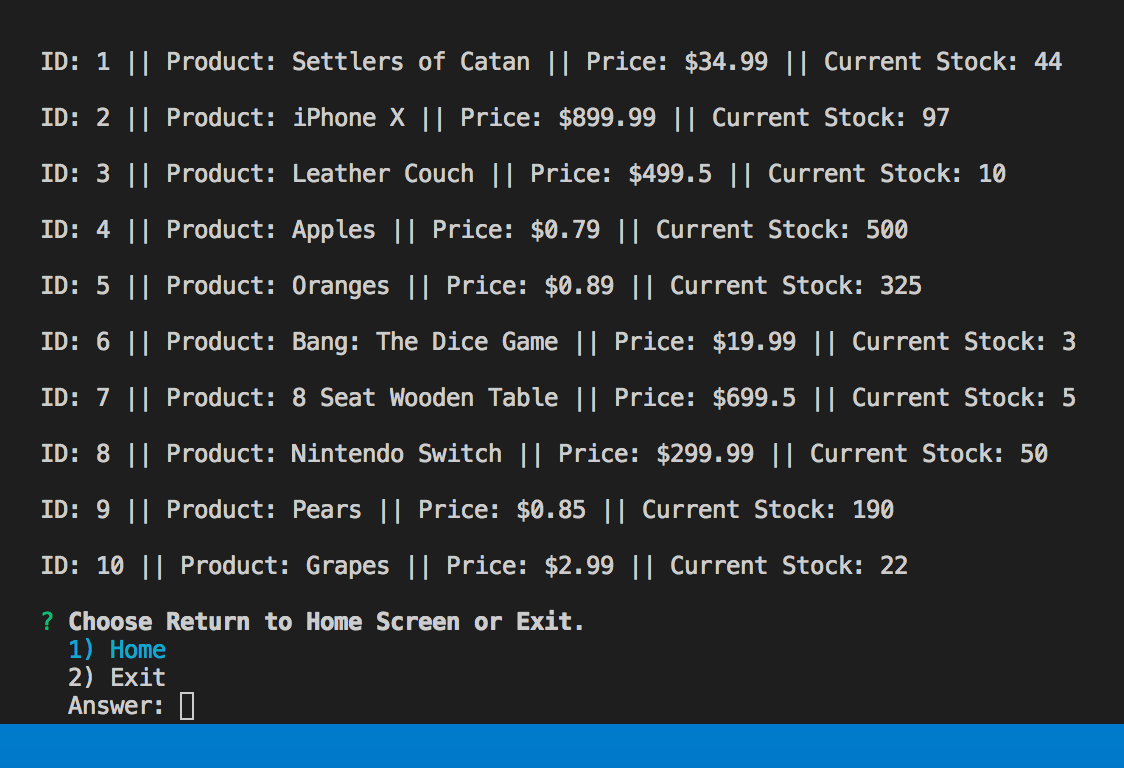 ID: 1 || Product: Settlers of Catan || Price: $34.99 || Current Stock: 44
ID: 2 || Product: iPhone X || Price: $899.99 || Current Stock: 97
ID: 3 || Product: Leather Couch || Price: $499.5 || Current Stock: 10
ID: 4 || Product: Apples || Price: $0.79 || Current Stock: 500
ID: 5 || Product: Oranges || Price: $0.89 || Current Stock: 325
ID: 6 || Product: Bang: The Dice Game || Price: $19.99 || Current Stock: 3
ID: 7 || Product: 8 Seat Wooden Table || Price: $699.5 || Current Stock: 5
ID: 8 || Product: Nintendo Switch || Price: $299.99 || Current Stock: 50
ID: 9 || Product: Pears || Price: $0.85 || Current Stock: 190
ID: 10 || Product: Grapes || Price: $2.99 || Current Stock: 22
? Choose Return to Home Screen or Exit.
1) Home
2) Exit
Answer: